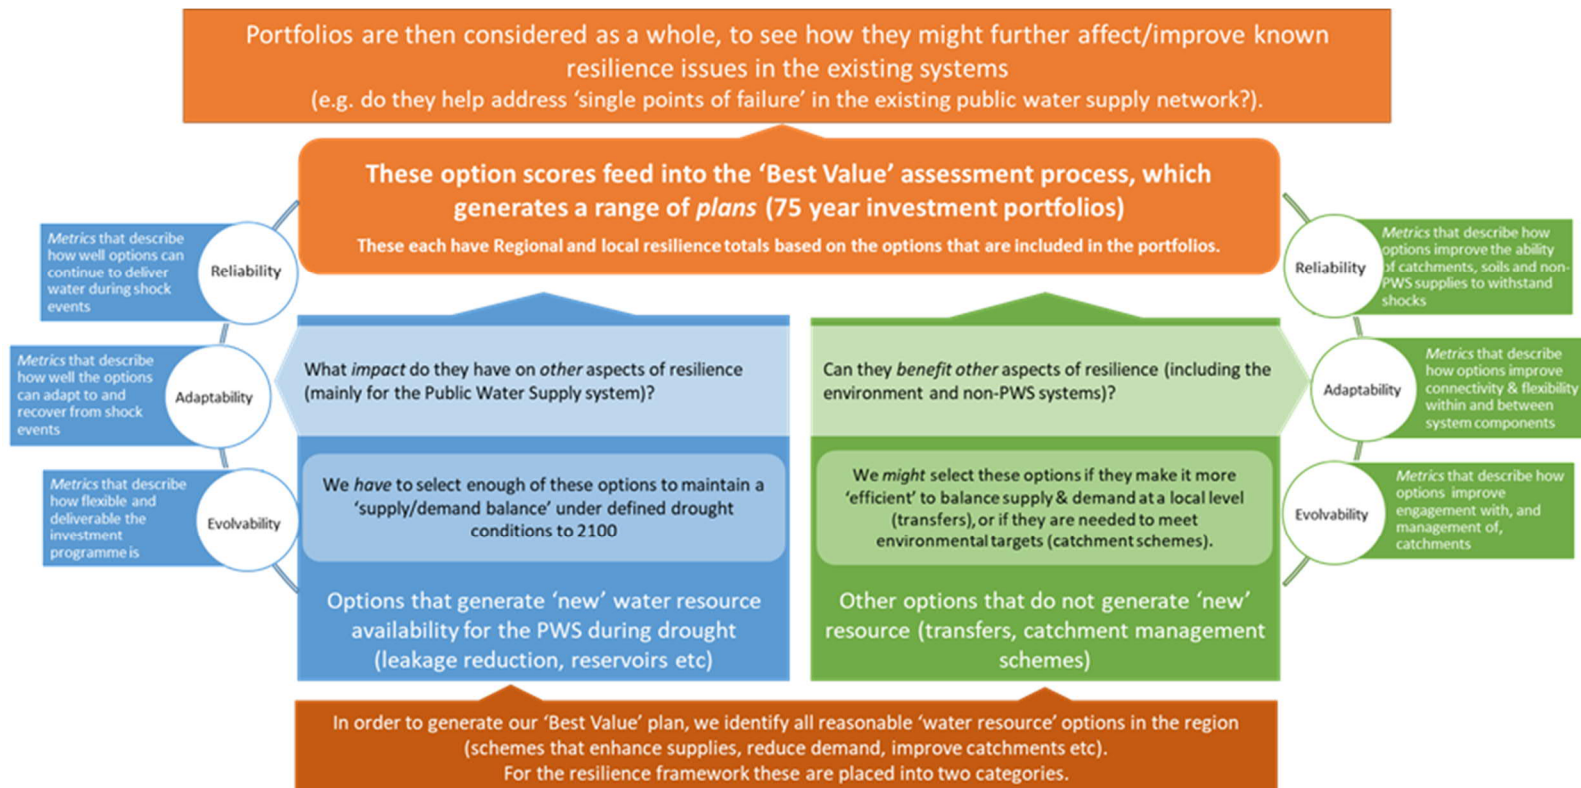 Portfolios are then considered as a whole, to see how they might further affect/improve known
resilience issues in the existing systems
(e.g. do they help address ‘single points of failure’ in the existing public water supply network?).
These option scores feed into the ‘Best Value’ assessment process, which
generates a range of plans (75 year investment portfolios)
These each have Regional and local resilience totals based on the options that are included in the portfolios.
Metrics that describe
how well options can
continue to deliver
water during shock
events
Reliability
Metrics that describe
how well the options
can adapt to and
recover from shock
events
Adaptability
Metrics that describe
how flexible and
deliverable the
investment
programme is
Evolvability
What impact do they have on other aspects of resilience
(mainly for the Public Water Supply system)?
We have to select enough of these options to maintain a
‘supply/demand balance’ under defined drought
conditions to 2100
Options that generate ‘new’ water resource
availability for the PWS during drought
(leakage reduction, reservoirs etc)
Can they benefit other aspects of resilience (including the
environment and non-PWS systems)?
We might select these options if they make it more
‘efficient’ to balance supply & demand at a local level
(transfers), or if they are needed to meet
environmental targets (catchment schemes).
Other options that do not generate ‘new’
resource (transfers, catchment management
schemes)
Reliability
Metrics that describe how
options improve the ability
of catchments, soils and non-
PWS supplies to withstand
shocks
Adaptability
Metrics that describe
how options improve
connectivity & flexibility
within and between
system components
Evolvability
Metrics that describe how
options improve
engagement with, and
management of,
catchments
In order to generate our ‘Best Value’ plan, we identify all reasonable ‘water resource’ options in the region
(schemes that enhance supplies, reduce demand, improve catchments etc).
For the resilience framework these are placed into two categories.